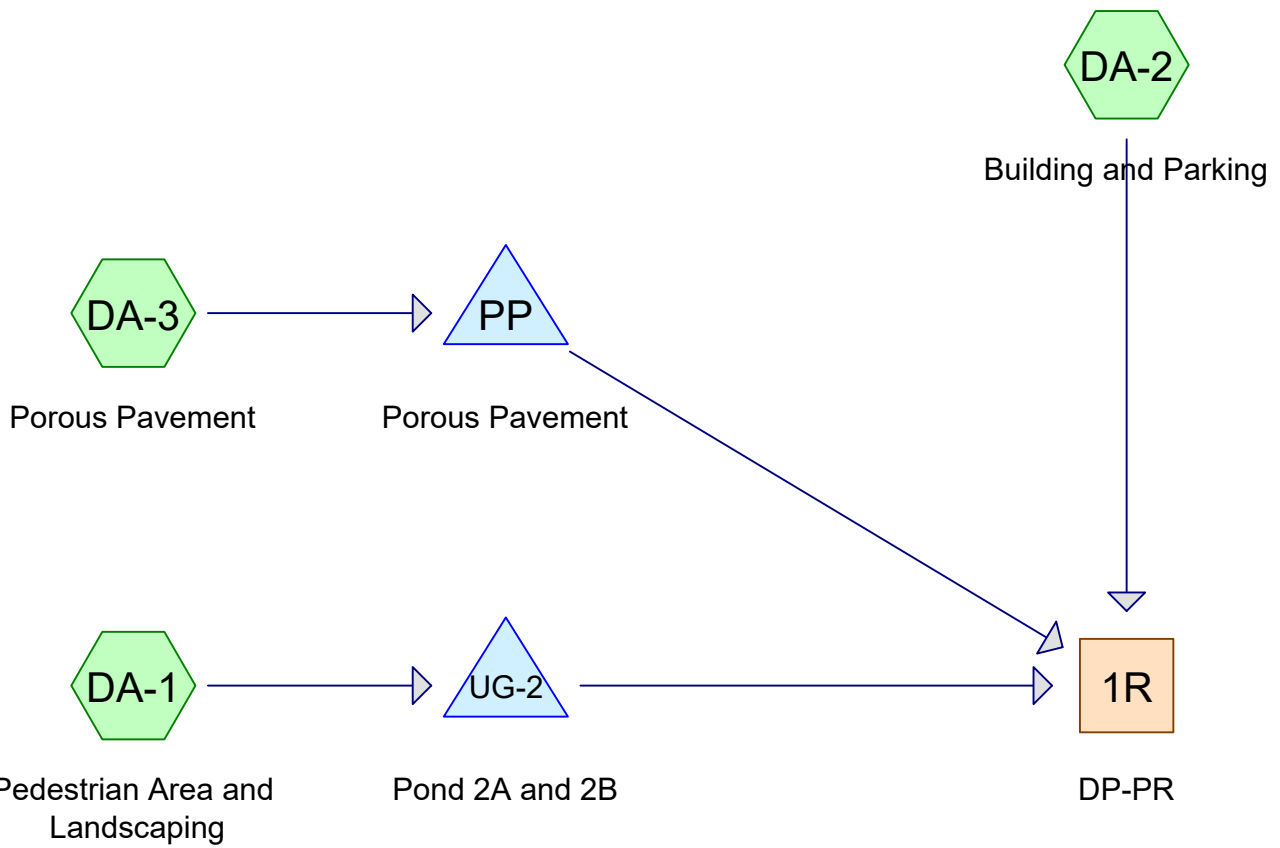 DA-2
Building and Parking
DA-3
PP
Porous Pavement
Porous Pavement
DA-1
UG-2
1R
Pedestrian Area and
Landscaping
Pond 2A and 2B
DP-PR